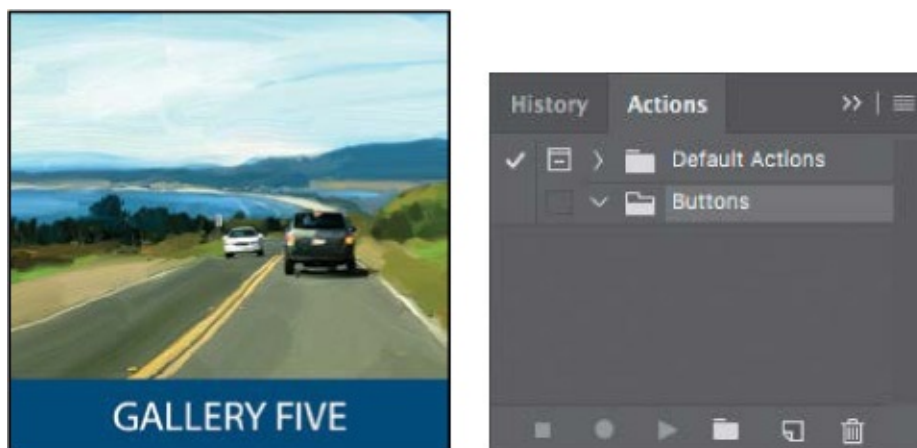 GALLERY FIVE
History Actions
Default Actions
Buttons